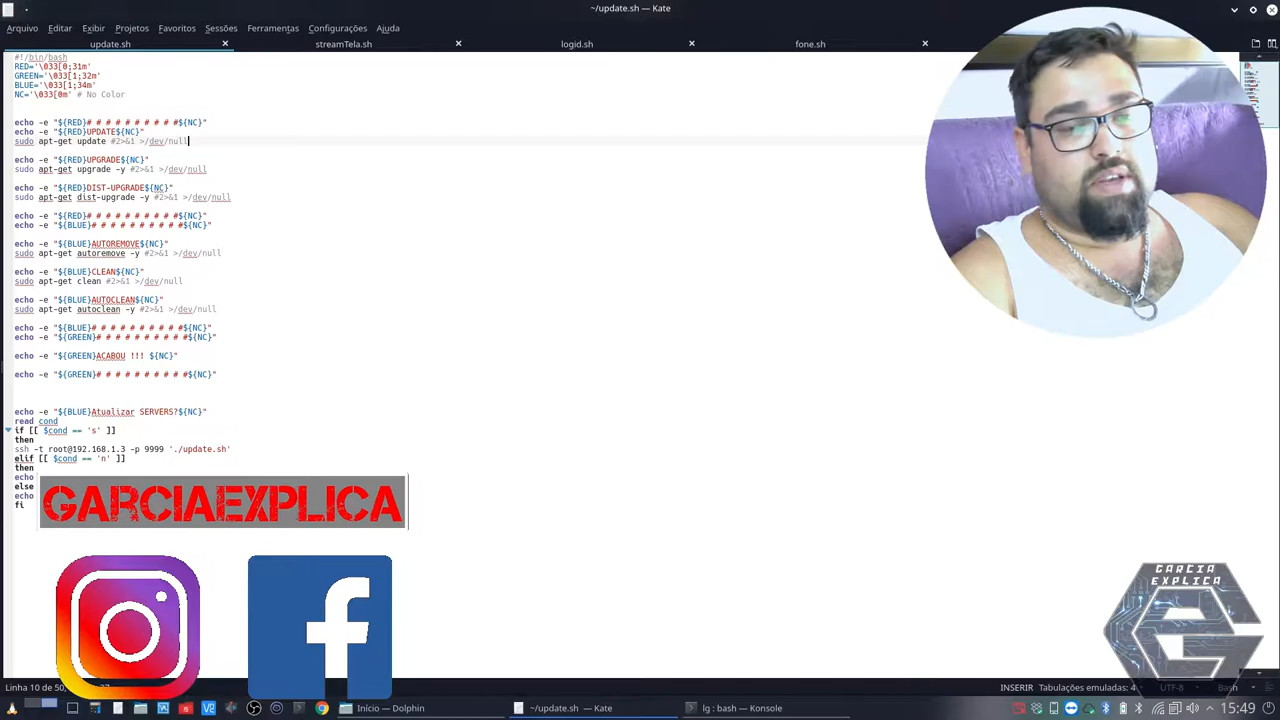 ~/update.sh — Kate
Arquivo Editar Exibir Projetos Favoritos Sessões Ferramentas Configurações Ajuda
update.sh streamTela.sh logid.sh fone.sh
#!/bin/bash
RED='\033[0;31m'
GREEN='\033[1;32m'
BLUE='\033[1;34m'
NC='\033[0m' # No Color
echo -e "${RED}# # # # # # # # # #${NC}"
echo -e "${RED}UPDATE${NC}"
sudo apt-get update #2>&1 >/dev/null
echo -e "${RED}UPGRADE${NC}"
sudo apt-get upgrade -y #2>&1 >/dev/null
echo -e "${RED}DIST-UPGRADE${NC}"
sudo apt-get dist-upgrade -y #2>&1 >/dev/null
echo -e "${RED}# # # # # # # # # #${NC}"
echo -e "${BLUE}# # # # # # # # # #${NC}"
echo -e "${BLUE}AUTOREMOVE${NC}"
sudo apt-get autoremove -y #2>&1 >/dev/null
echo -e "${BLUE}CLEAN${NC}"
sudo apt-get clean #2>&1 >/dev/null
echo -e "${BLUE}AUTOCLEAN${NC}"
sudo apt-get autoclean -y #2>&1 >/dev/null
echo -e "${BLUE}# # # # # # # # # #${NC}"
echo -e "${GREEN}# # # # # # # # # #${NC}"
echo -e "${GREEN}ACABOU !!! ${NC}"
echo -e "${GREEN}# # # # # # # # # #${NC}"
echo -e "${BLUE}Atualizar SERVERS?${NC}"
read cond
if [[ $cond == 's' ]]
then
ssh -t root@192.168.1.3 -p 9999 './update.sh'
elif [[ $cond == 'n' ]]
then
echo
else
echo
fi
GARCIAEXPLICA
GARCIA
EXPLICA
Linha 10 de 50, INSERIR Tabulações emuladas: 4 UTF-8 Bash
Início — Dolphin ~/update.sh — Kate lg : bash — Konsole 15:49